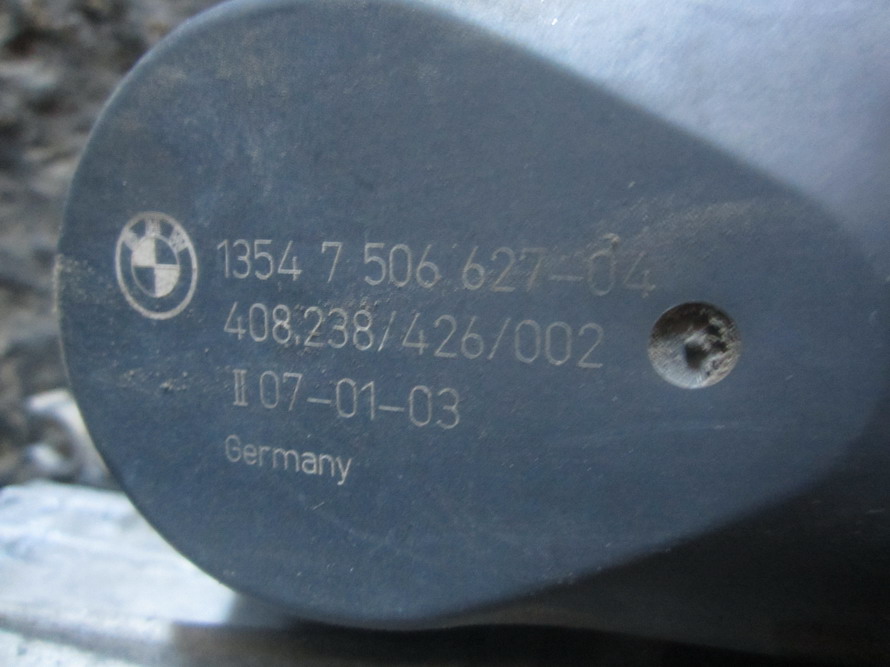 1354 7 506 627-04
408.238/426/002
II 07-01-03
Germany